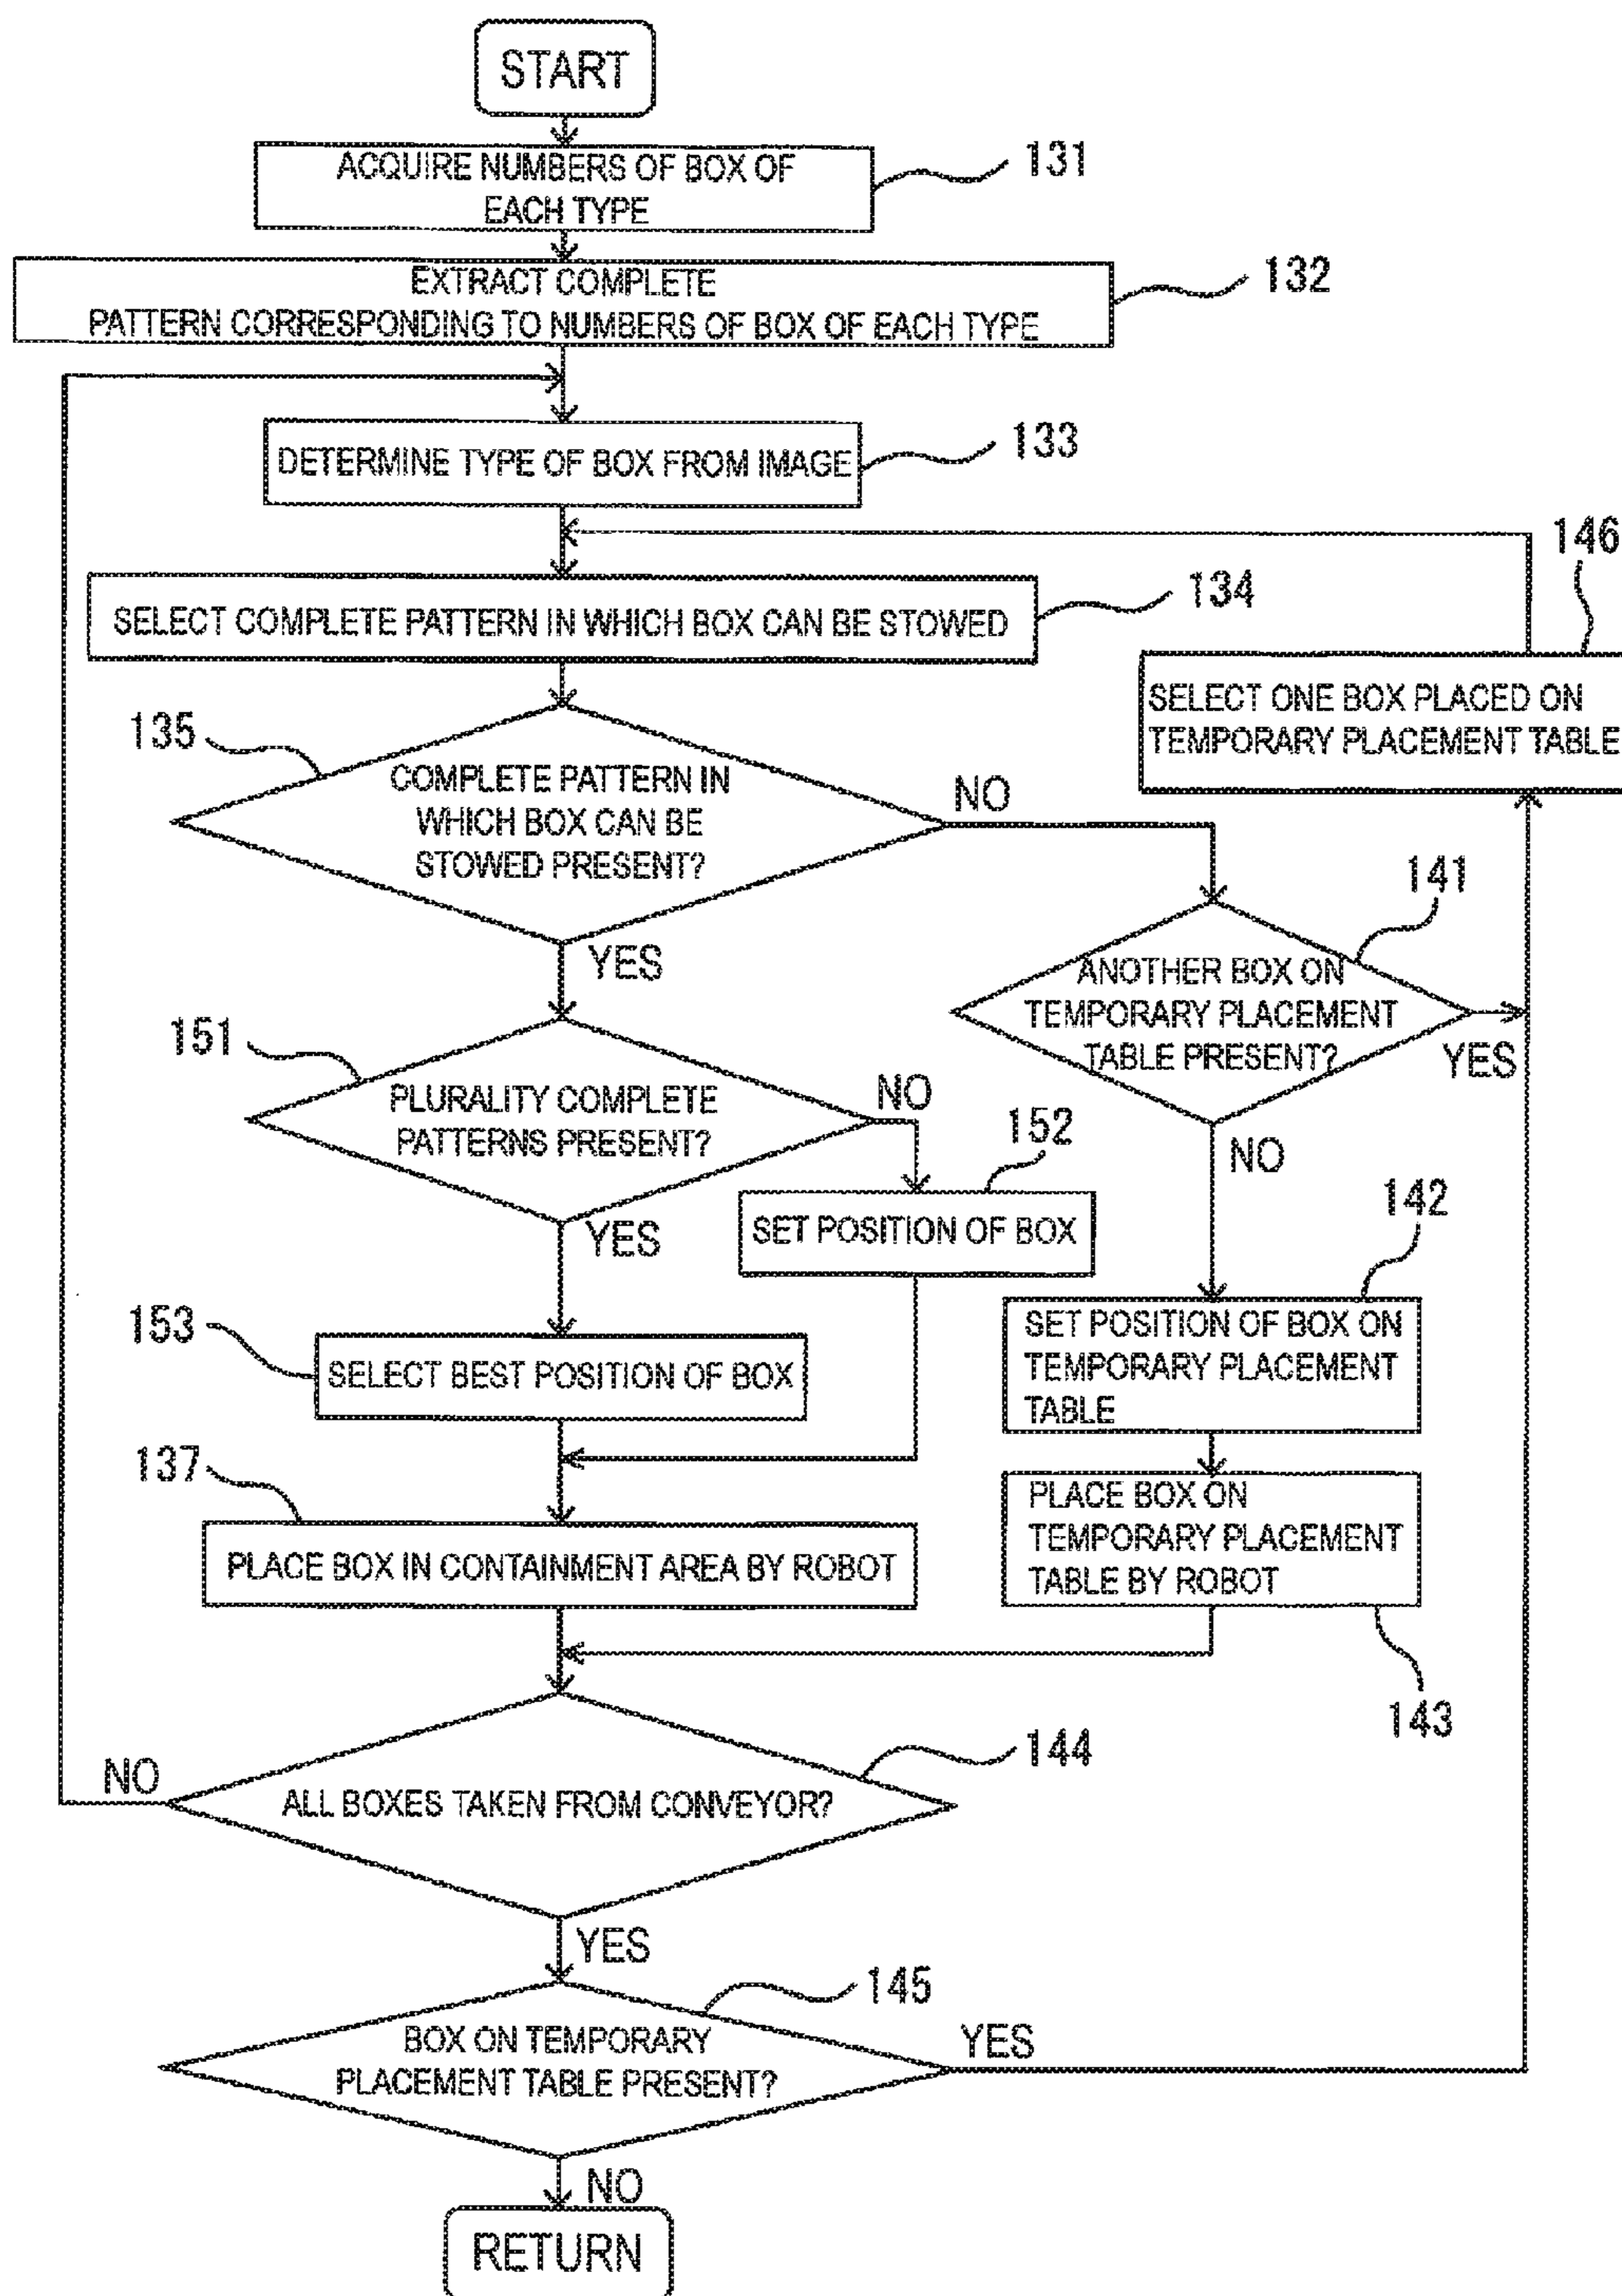 START
ACQUIRE NUMBERS OF BOX OF
EACH TYPE
131
EXTRACT COMPLETE
PATTERN CORRESPONDING TO NUMBERS OF BOX OF EACH TYPE
132
DETERMINE TYPE OF BOX FROM IMAGE
133
146
SELECT COMPLETE PATTERN IN WHICH BOX CAN BE STOWED
134
SELECT ONE BOX PLACED ON
TEMPORARY PLACEMENT TABLE
135
COMPLETE PATTERN IN
WHICH BOX CAN BE
STOWED PRESENT?
NO
YES
141
ANOTHER BOX ON
TEMPORARY PLACEMENT
TABLE PRESENT?
YES
NO
151
PLURALITY COMPLETE
PATTERNS PRESENT?
NO
YES
152
SET POSITION OF BOX
142
SET POSITION OF BOX ON
TEMPORARY PLACEMENT
TABLE
153
SELECT BEST POSITION OF BOX
137
PLACE BOX IN CONTAINMENT AREA BY ROBOT
PLACE BOX ON
TEMPORARY PLACEMENT
TABLE BY ROBOT
143
144
NO
ALL BOXES TAKEN FROM CONVEYOR?
YES
145
BOX ON TEMPORARY
PLACEMENT TABLE PRESENT?
YES
NO
RETURN